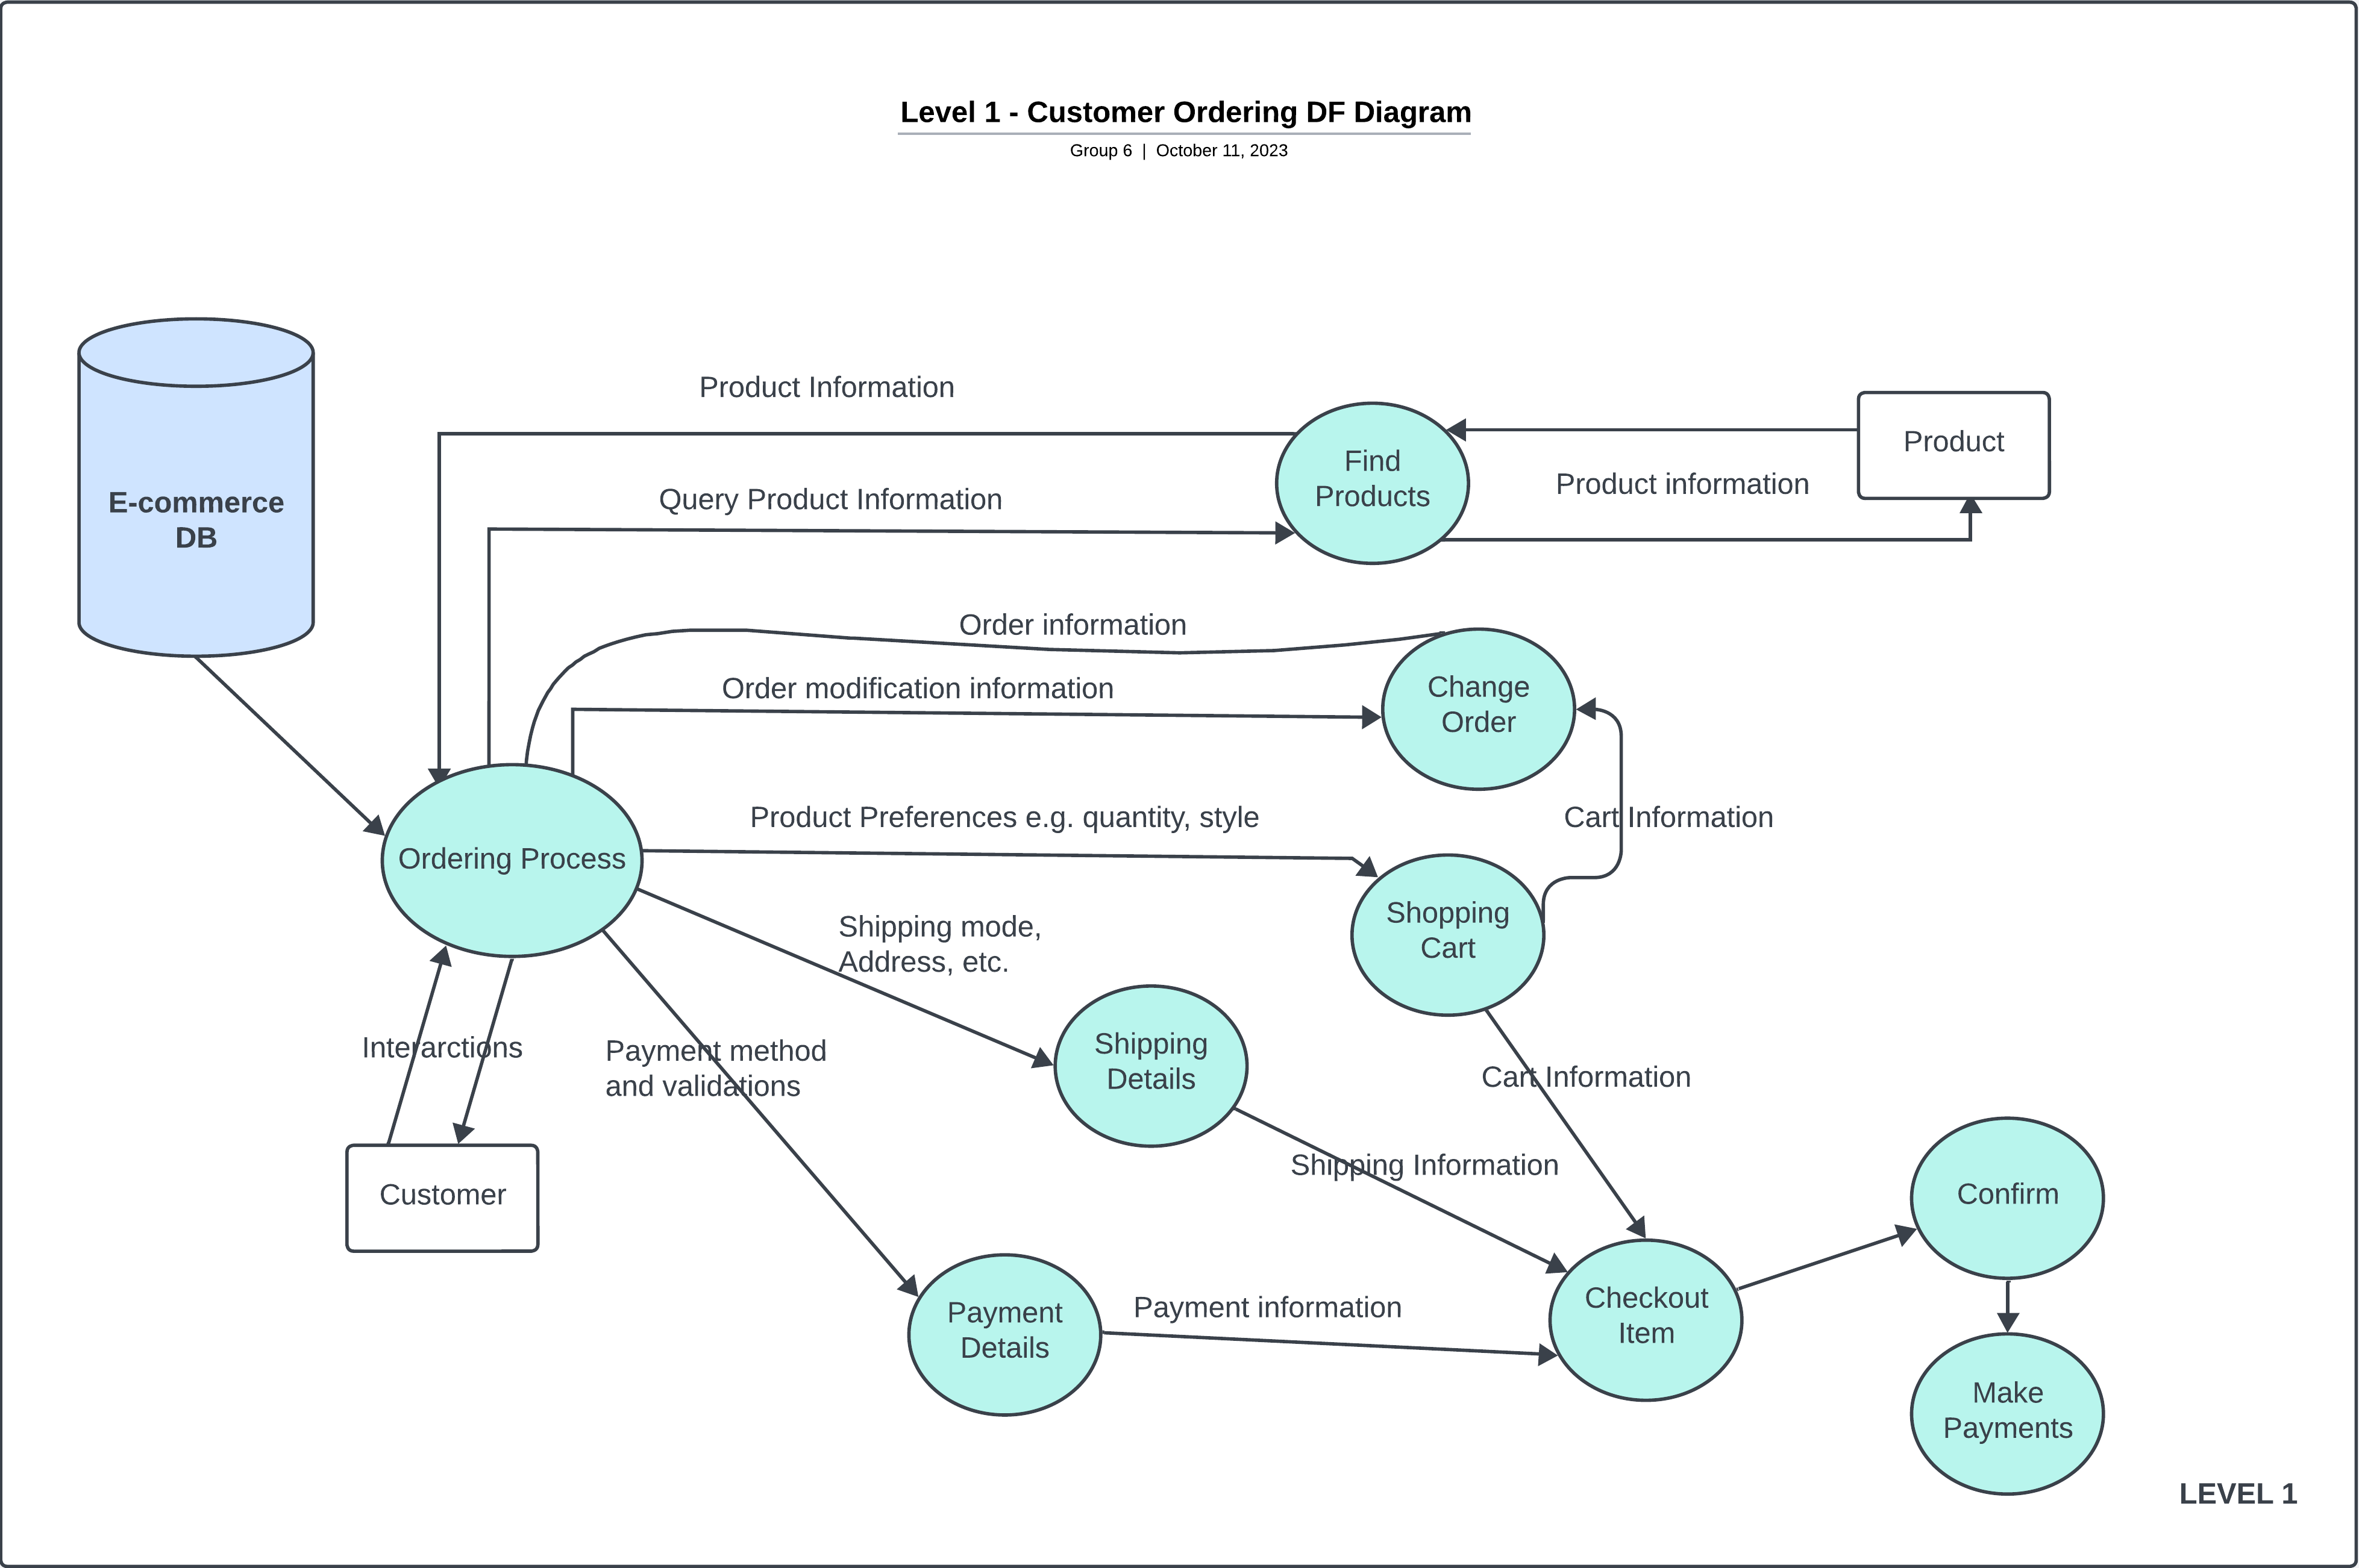 Level 1 - Customer Ordering DF Diagram
Group 6 | October 11, 2023
E-commerce
DB
Product Information
Find
Products
Product
Product information
Query Product Information
Order information
Order modification information
Change
Order
Product Preferences e.g. quantity, style
Cart Information
Ordering Process
Shopping
Cart
Shipping mode,
Address, etc.
Interarctions
Payment method
and validations
Shipping
Details
Cart Information
Shipping Information
Customer
Confirm
Payment
Details
Payment information
Checkout
Item
Make
Payments
LEVEL 1